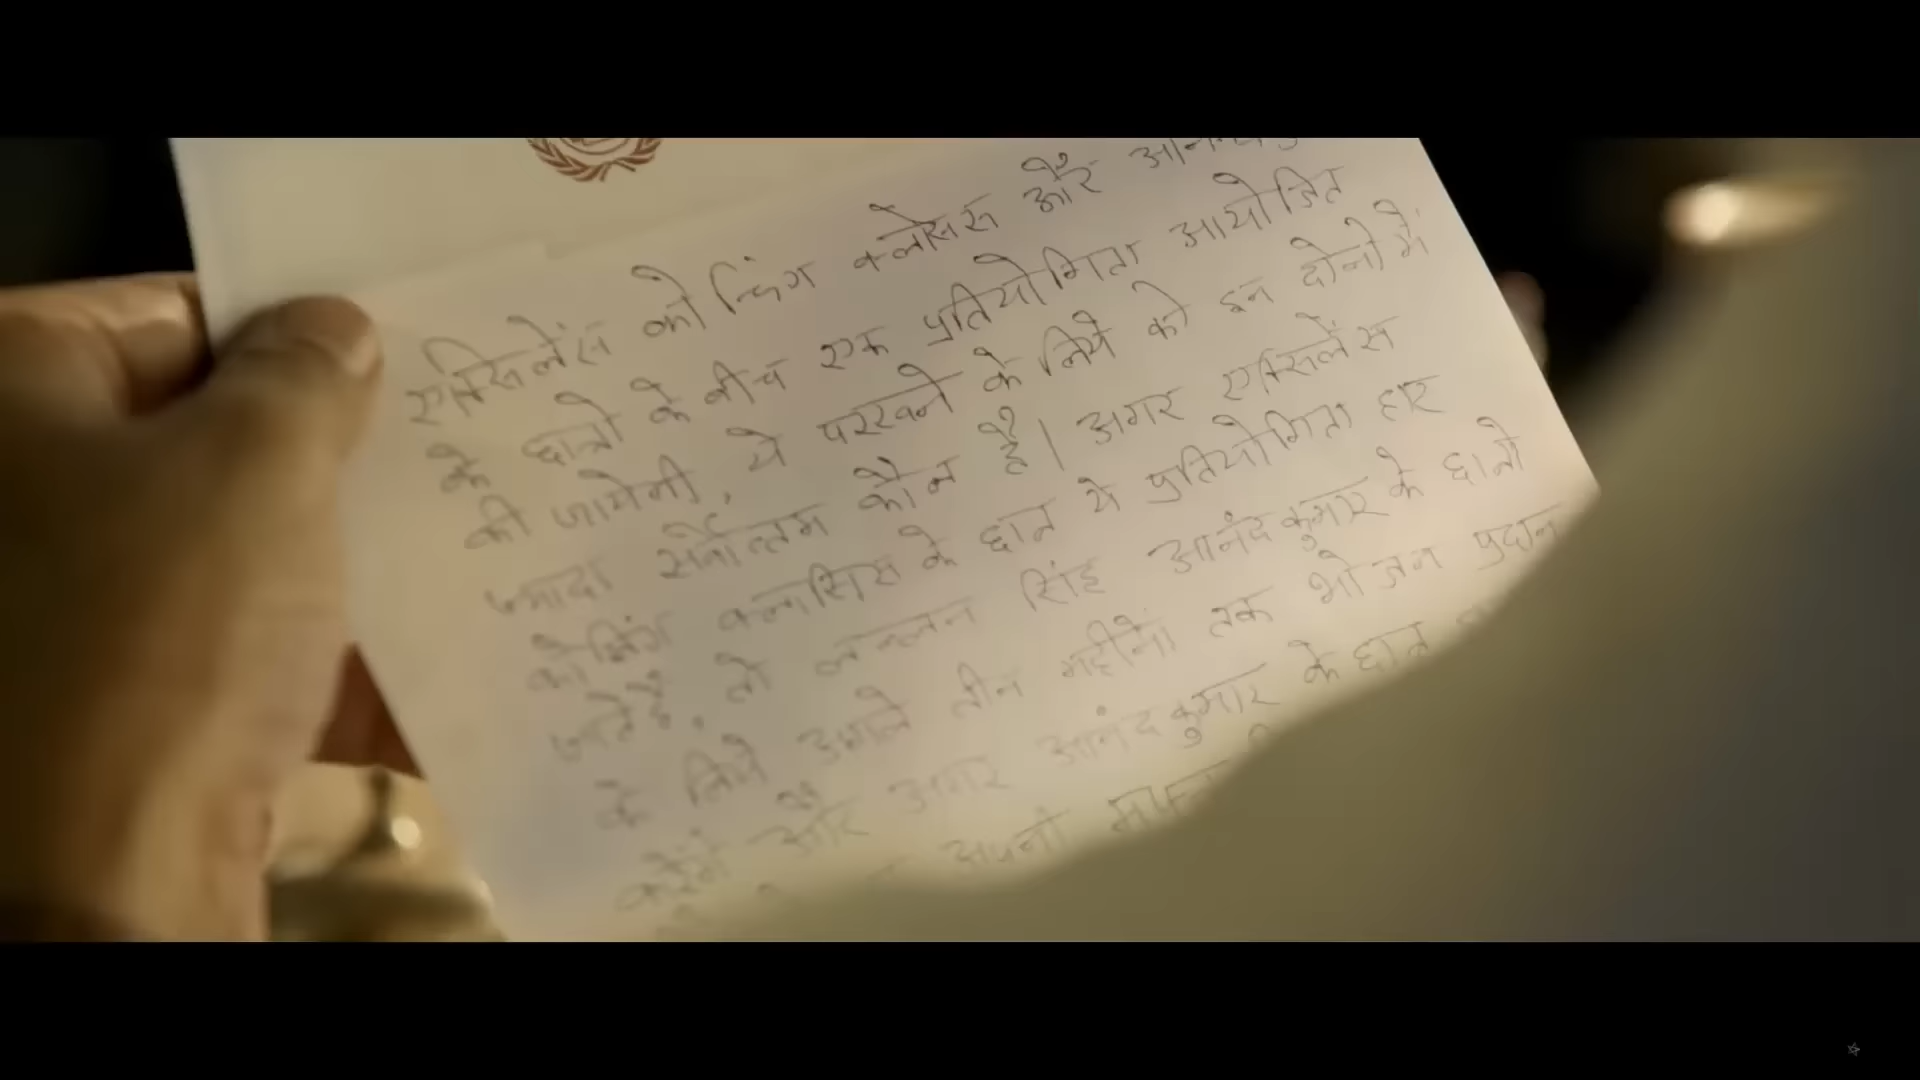 एक्सिलेंस कोचिंग क्लासेस और
के छात्रो के बीच एक प्रतियोगिता आयोजित
की जायेगी, ये परखने के लिये की इन दोनो में
ज्यादा सर्वोत्तम कौन है। अगर एक्सिलेंस
कोचिंग क्लासिस के छात्र ये प्रतियोगिता हार
जाते हैं, तो लल्लन सिंह आनंद कुमार के छात्रो
के लिये अगले तीन महीनो तक भोजन प्रदान
करेंगे और अगर आनंद कुमार के छात्र
अपनी